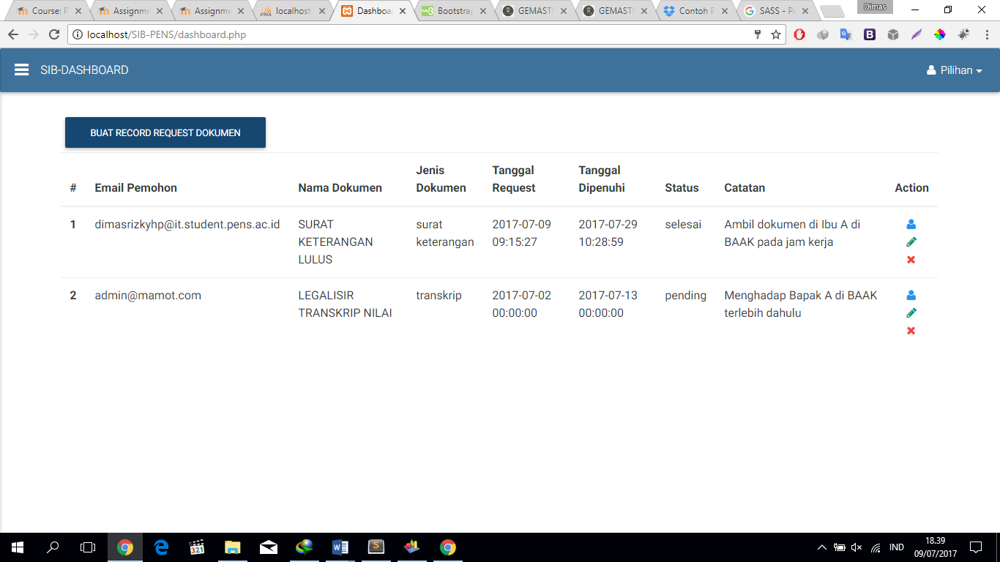 Course: P
Assignme
Assignme
localhost
Dashboar
Bootstrap
GEMASTI
GEMASTI
Contoh P
SASS - Pe
Dimas
localhost/SIB-PENS/dashboard.php
SIB-DASHBOARD
Pilihan
BUAT RECORD REQUEST DOKUMEN
# Email Pemohon Nama Dokumen Jenis Dokumen Tanggal Request Tanggal Dipenuhi Status Catatan Action
1 dimasrizkyhp@it.student.pens.ac.id SURAT surat 2017-07-09 2017-07-29 selesai Ambil dokumen di Ibu A di
KETERANGAN keterangan 09:15:27 10:28:59 BAAK pada jam kerja
LULUS
2 admin@mamot.com LEGALISIR transkrip 2017-07-02 2017-07-13 pending Menghadap Bapak A di BAAK
TRANSKRIP NILAI 00:00:00 00:00:00 terlebih dahulu
IND
18.39
09/07/2017